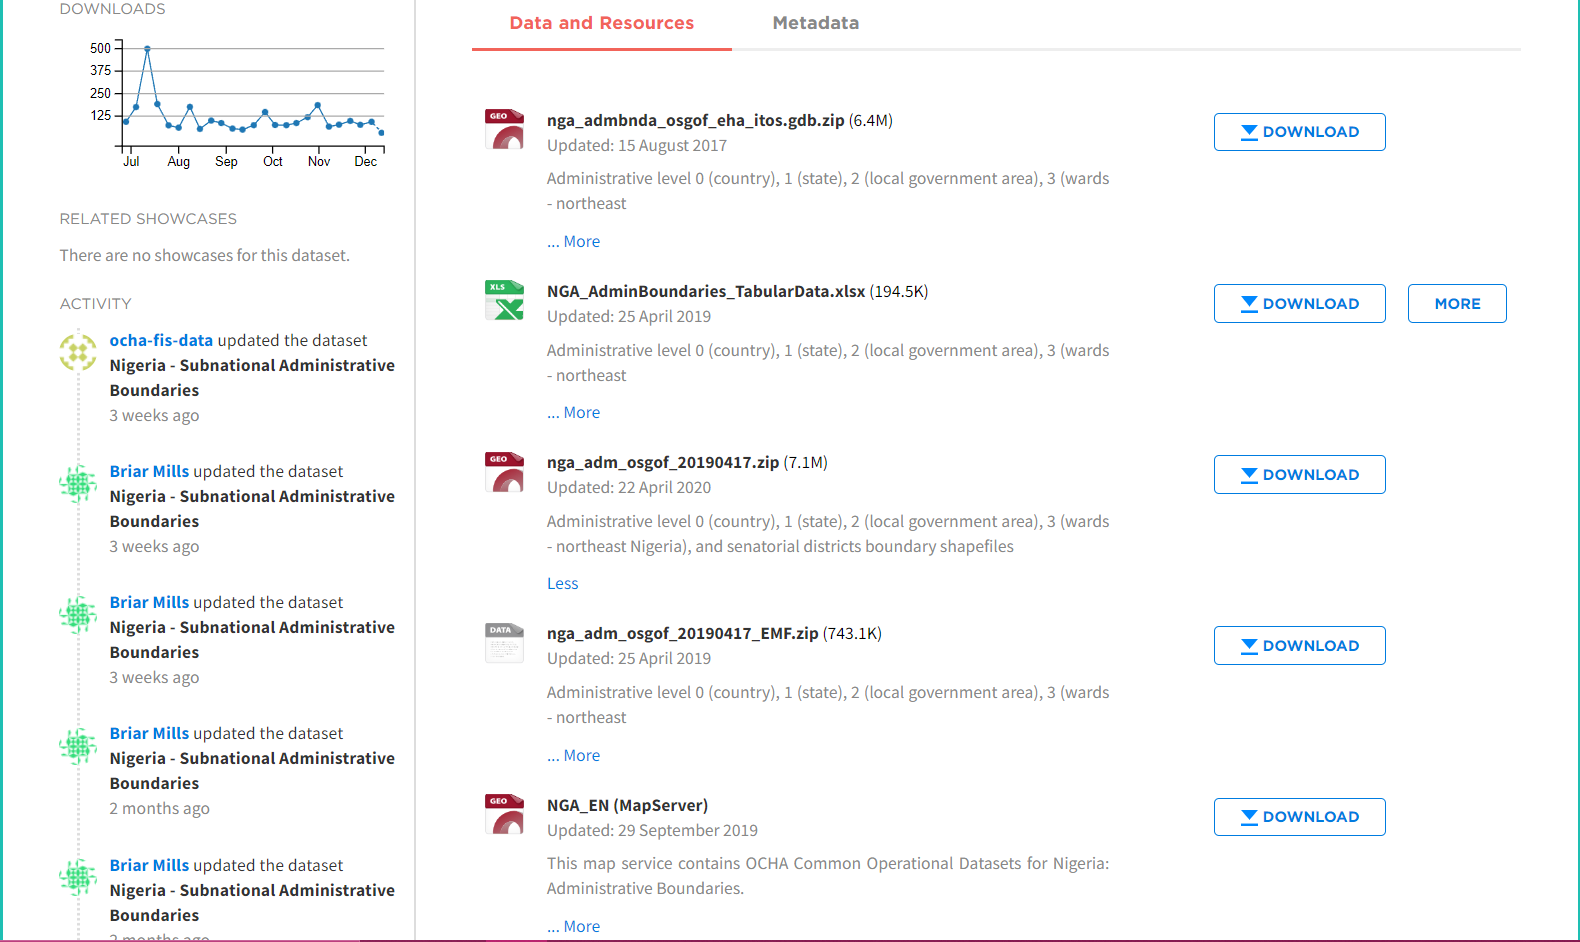 DOWNLOADS
500
375
250
125
Jul Aug Sep Oct Nov Dec
RELATED SHOWCASES
There are no showcases for this dataset.
ACTIVITY
ocha-fis-data updated the dataset
Nigeria - Subnational Administrative
Boundaries
3 weeks ago
Briar Mills updated the dataset
Nigeria - Subnational Administrative
Boundaries
3 weeks ago
Briar Mills updated the dataset
Nigeria - Subnational Administrative
Boundaries
3 weeks ago
Briar Mills updated the dataset
Nigeria - Subnational Administrative
Boundaries
2 months ago
Briar Mills updated the dataset
Nigeria - Subnational Administrative
Boundaries
2 months ago
Data and Resources Metadata
GEO
nga_admbnda_osgof_eha_itos.gdb.zip (6.4M)
Updated: 15 August 2017
Administrative level 0 (country), 1 (state), 2 (local government area), 3 (wards
- northeast
... More
DOWNLOAD
XLS
NGA_AdminBoundaries_TabularData.xlsx (194.5K)
Updated: 25 April 2019
Administrative level 0 (country), 1 (state), 2 (local government area), 3 (wards
- northeast
... More
DOWNLOAD MORE
GEO
nga_adm_osgof_20190417.zip (7.1M)
Updated: 22 April 2020
Administrative level 0 (country), 1 (state), 2 (local government area), 3 (wards
- northeast Nigeria), and senatorial districts boundary shapefiles
Less
DOWNLOAD
DATA
nga_adm_osgof_20190417_EMF.zip (743.1K)
Updated: 25 April 2019
Administrative level 0 (country), 1 (state), 2 (local government area), 3 (wards
- northeast
... More
DOWNLOAD
GEO
NGA_EN (MapServer)
Updated: 29 September 2019
This map service contains OCHA Common Operational Datasets for Nigeria:
Administrative Boundaries.
... More
DOWNLOAD